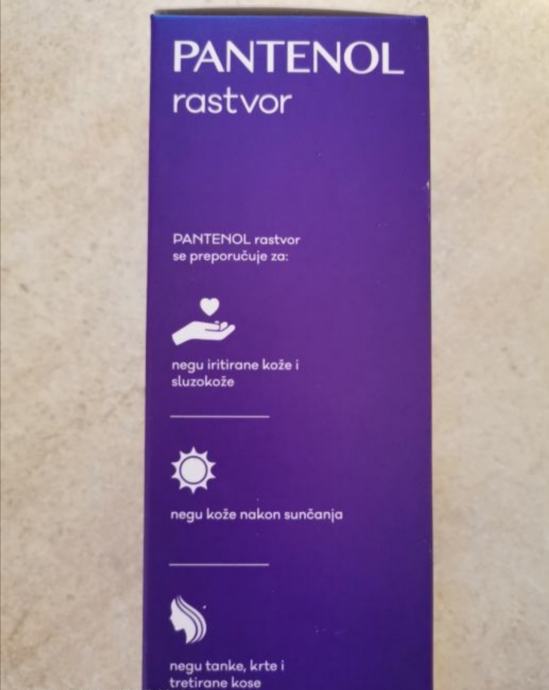 PANTENOL
rastvor
PANTENOL rastvor
se preporučuje za:
negu iritirane kože i
sluzokože
negu kože nakon sunčanja
negu tanke, krte i
tretirane kose